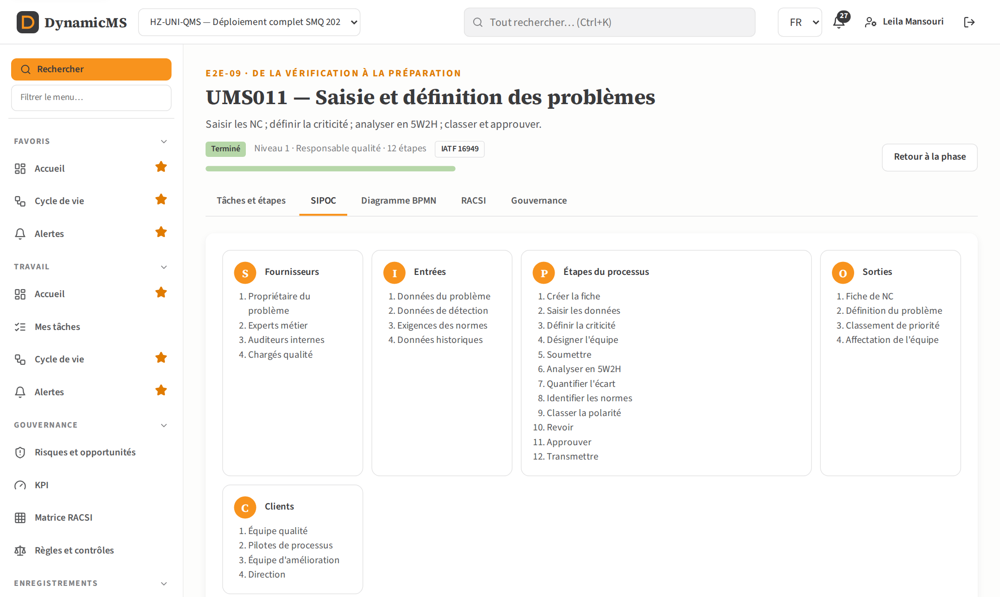 DynamicMS
HZ-UNI-QMS — Déploiement complet SMQ 202
Tout rechercher… (Ctrl+K)
FR
27
Leila Mansouri
Rechercher
Filtrer le menu…
FAVORIS
Accueil
Cycle de vie
Alertes
TRAVAIL
Accueil
Mes tâches
Cycle de vie
Alertes
GOUVERNANCE
Risques et opportunités
KPI
Matrice RACSI
Règles et contrôles
ENREGISTREMENTS
E2E-09 · DE LA VÉRIFICATION À LA PRÉPARATION
UMS011 — Saisie et définition des problèmes
Saisir les NC ; définir la criticité ; analyser en 5W2H ; classer et approuver.
Terminé
Niveau 1 · Responsable qualité · 12 étapes
IATF 16949
Retour à la phase
Tâches et étapes
SIPOC
Diagramme BPMN
RACSI
Gouvernance
S
Fournisseurs
1. Propriétaire du
problème
2. Experts métier
3. Auditeurs internes
4. Chargés qualité
I
Entrées
1. Données du problème
2. Données de détection
3. Exigences des normes
4. Données historiques
P
Étapes du processus
1. Créer la fiche
2. Saisir les données
3. Définir la criticité
4. Désigner l'équipe
5. Soumettre
6. Analyser en 5W2H
7. Quantifier l'écart
8. Identifier les normes
9. Classer la polarité
10. Revoir
11. Approuver
12. Transmettre
O
Sorties
1. Fiche de NC
2. Définition du problème
3. Classement de priorité
4. Affectation de l'équipe
C
Clients
1. Équipe qualité
2. Pilotes de processus
3. Équipe d'amélioration
4. Direction